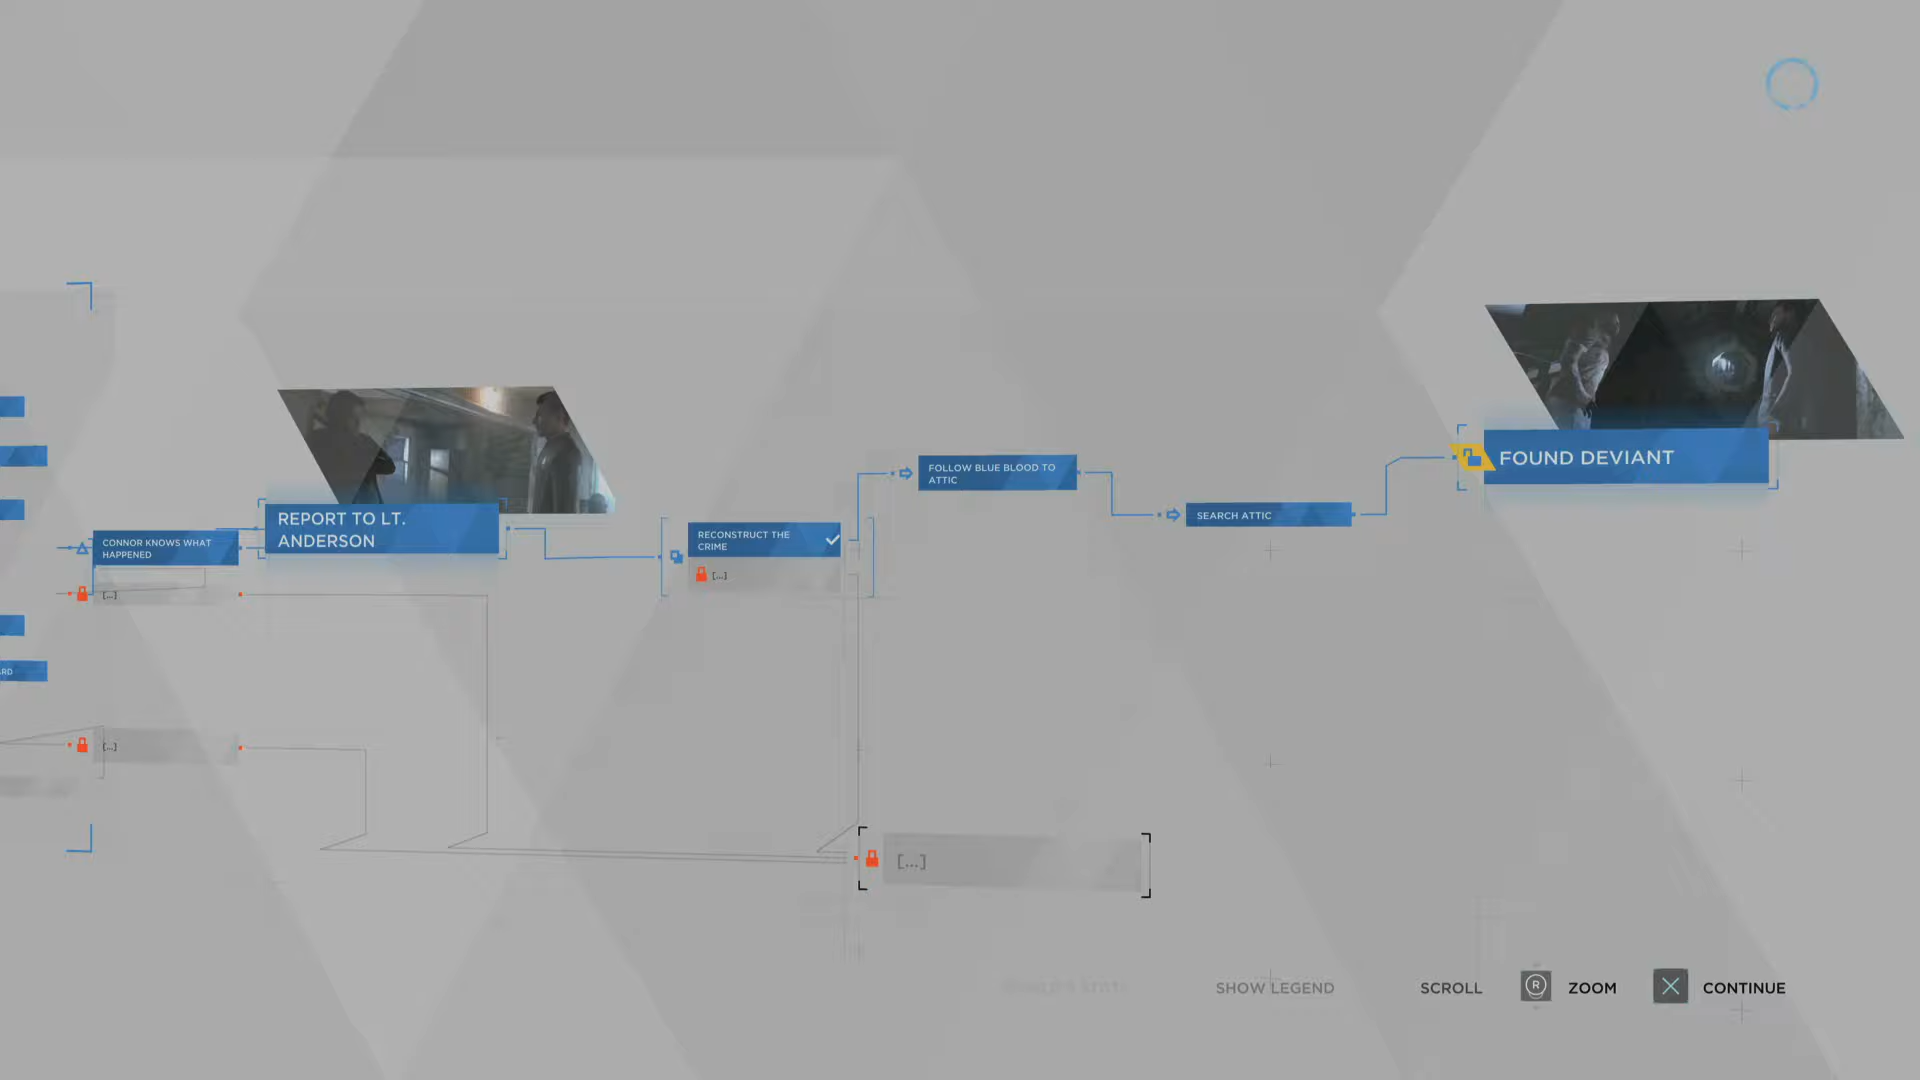 FOUND DEVIANT
FOLLOW BLUE BLOOD TO
ATTIC
SEARCH ATTIC
REPORT TO LT.
ANDERSON
RECONSTRUCT THE
CRIME
[...]
CONNOR KNOWS WHAT
HAPPENED
[...]
ARD
[...]
[...]
SHOW LEGEND
SCROLL
R
ZOOM
CONTINUE